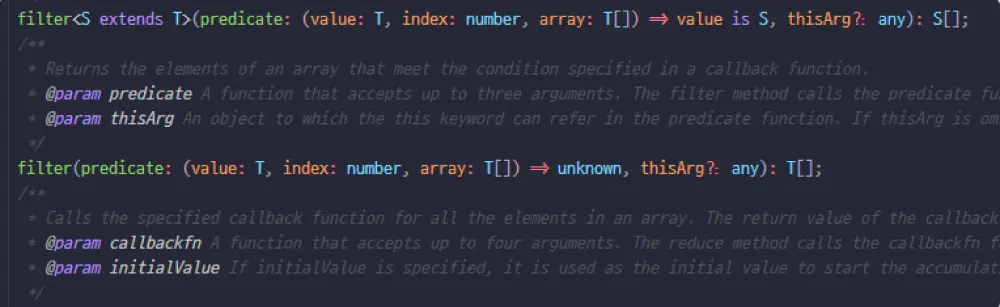 filter<S extends T>(predicate: (value: T, index: number, array: T[]) => value is S, thisArg?: any): S[];
/**
 * Returns the elements of an array that meet the condition specified in a callback function.
 * @param predicate A function that accepts up to three arguments. The filter method calls the predicate fu
 * @param thisArg An object to which the this keyword can refer in the predicate function. If thisArg is om
 */
filter(predicate: (value: T, index: number, array: T[]) => unknown, thisArg?: any): T[];
/**
 * Calls the specified callback function for all the elements in an array. The return value of the callback
 * @param callbackfn A function that accepts up to four arguments. The reduce method calls the callbackfn f
 * @param initialValue If initialValue is specified, it is used as the initial value to start the accumulat
 */